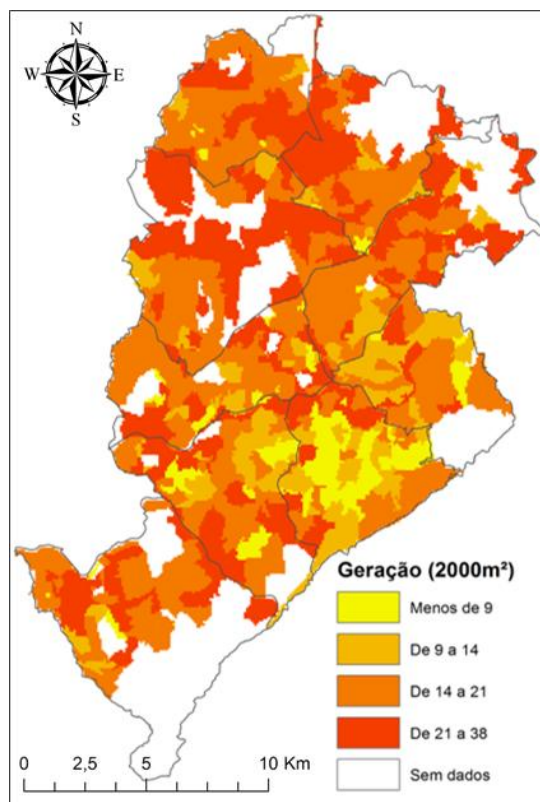 N
W E
S
Geração (2000m²)
Menos de 9
De 9 a 14
De 14 a 21
De 21 a 38
Sem dados
0 2,5 5 10 Km